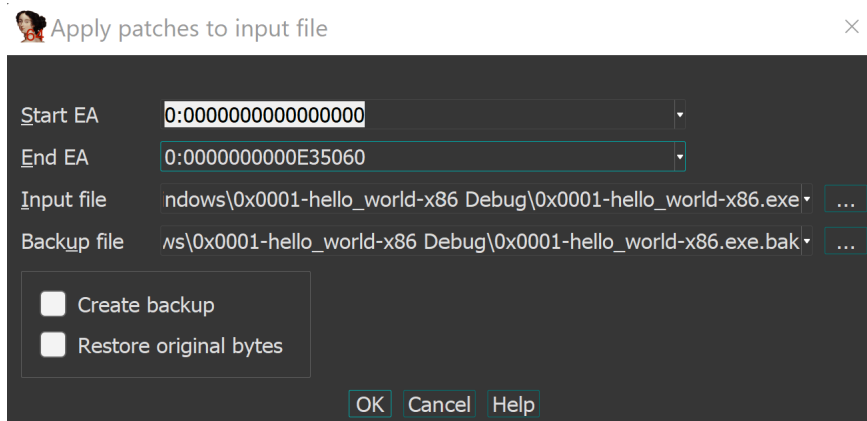 64 Apply patches to input file
Start EA 0:0000000000000000
End EA 0:0000000000E35060
Input file ndows\0x0001-hello_world-x86 Debug\0x0001-hello_world-x86.exe ...
Backup file ws\0x0001-hello_world-x86 Debug\0x0001-hello_world-x86.exe.bak ...
Create backup
Restore original bytes
OK Cancel Help